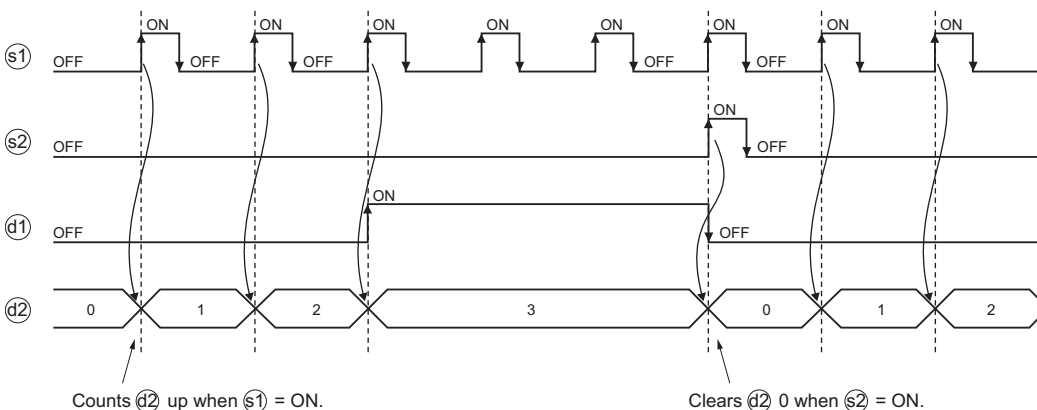 ON ON ON ON ON ON ON ON
s1 OFF OFF OFF OFF OFF
ON
s2 OFF OFF
ON
d1 OFF OFF
d2 0 1 2 3 0 1 2
Counts d2 up when s1 = ON. Clears d2 0 when s2 = ON.